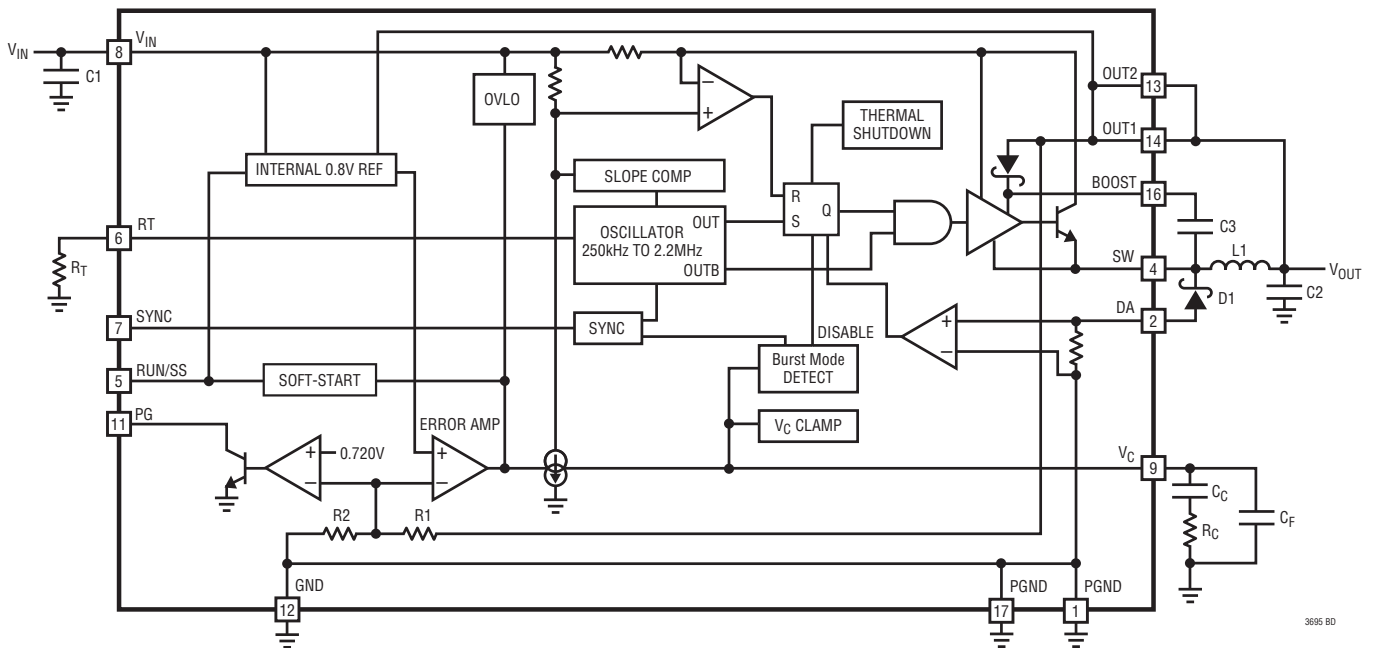 VIN
8
VIN
C1
OVLO
−
+
THERMAL
SHUTDOWN
OUT2
13
OUT1
14
INTERNAL 0.8V REF
SLOPE COMP
BOOST
16
R
S
Q
C3
RT
6
RT
OSCILLATOR
250kHz TO 2.2MHz
OUT
OUTB
SW
4
L1
VOUT
D1
C2
DA
2
SYNC
7
SYNC
DISABLE
+
−
Burst Mode
DETECT
RUN/SS
5
SOFT-START
PG
11
ERROR AMP
VC CLAMP
+
0.720V
−
+
−
VC
9
CC
RC
CF
R2
R1
GND
12
PGND
17
PGND
1
3695 BD